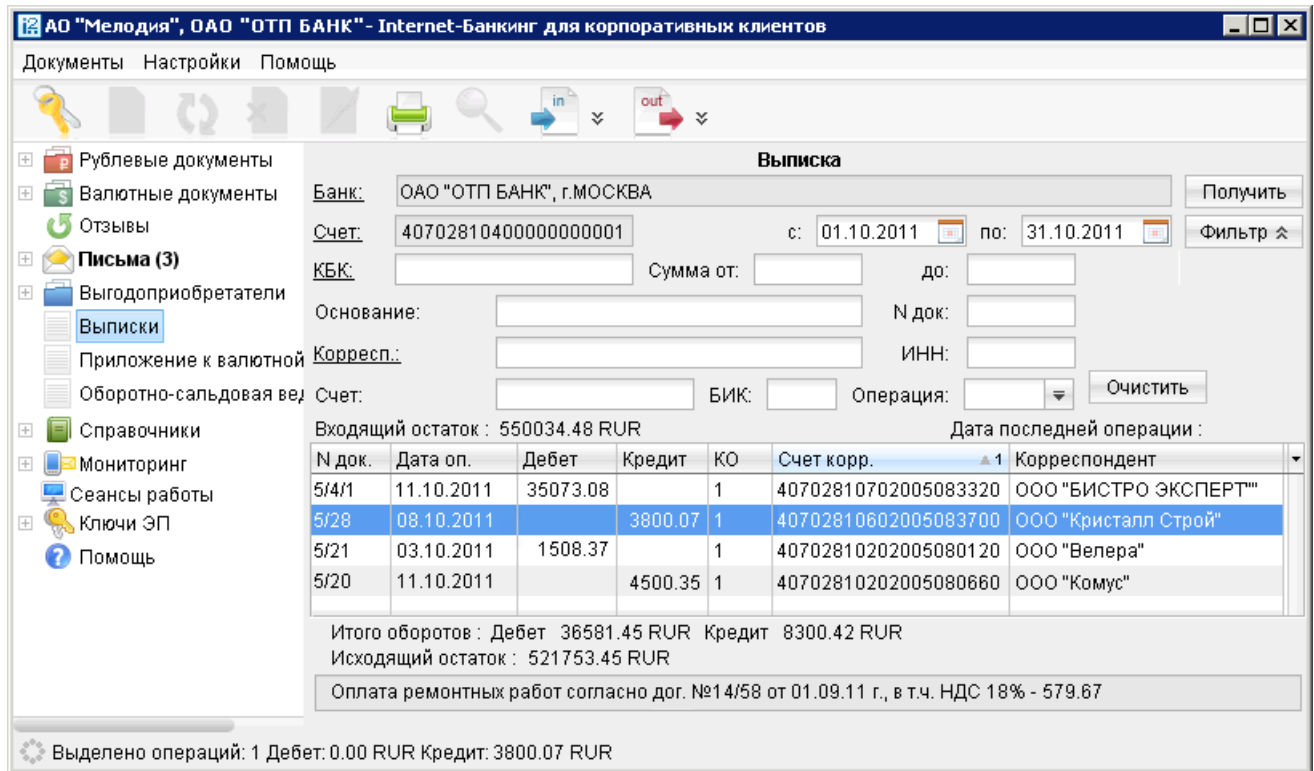 АО "Мелодия", ОАО "ОТП БАНК"- Internet-Банкинг для корпоративных клиентов
Документы Настройки Помощь
in out
Рублевые документы
Валютные документы
Отзывы
Письма (3)
Выгодоприобретатели
Выписки
Приложение к валютной
Оборотно-сальдовая вед
Справочники
Мониторинг
Сеансы работы
Ключи ЭП
Помощь
Выписка
Банк: ОАО "ОТП БАНК", г.МОСКВА Получить
Счет: 40702810400000000001 с: 01.10.2011 по: 31.10.2011 Фильтр
КБК: Сумма от: до:
Основание: N док:
Корресп.: ИНН:
Счет: БИК: Операция: Очистить
Входящий остаток : 550034.48 RUR Дата последней операции :
N док. Дата оп. Дебет Кредит КО Счет корр. 1 Корреспондент
5/4/1 11.10.2011 35073.08 1 40702810702005083320 ООО "БИСТРО ЭКСПЕРТ""
5/28 08.10.2011 3800.07 1 40702810602005083700 ООО "Кристалл Строй"
5/21 03.10.2011 1508.37 1 40702810202005080120 ООО "Велера"
5/20 11.10.2011 4500.35 1 40702810202005080660 ООО "Комус"
Итого оборотов : Дебет 36581.45 RUR Кредит 8300.42 RUR
Исходящий остаток : 521753.45 RUR
Оплата ремонтных работ согласно дог. №14/58 от 01.09.11 г., в т.ч. НДС 18% - 579.67
Выделено операций: 1 Дебет: 0.00 RUR Кредит: 3800.07 RUR